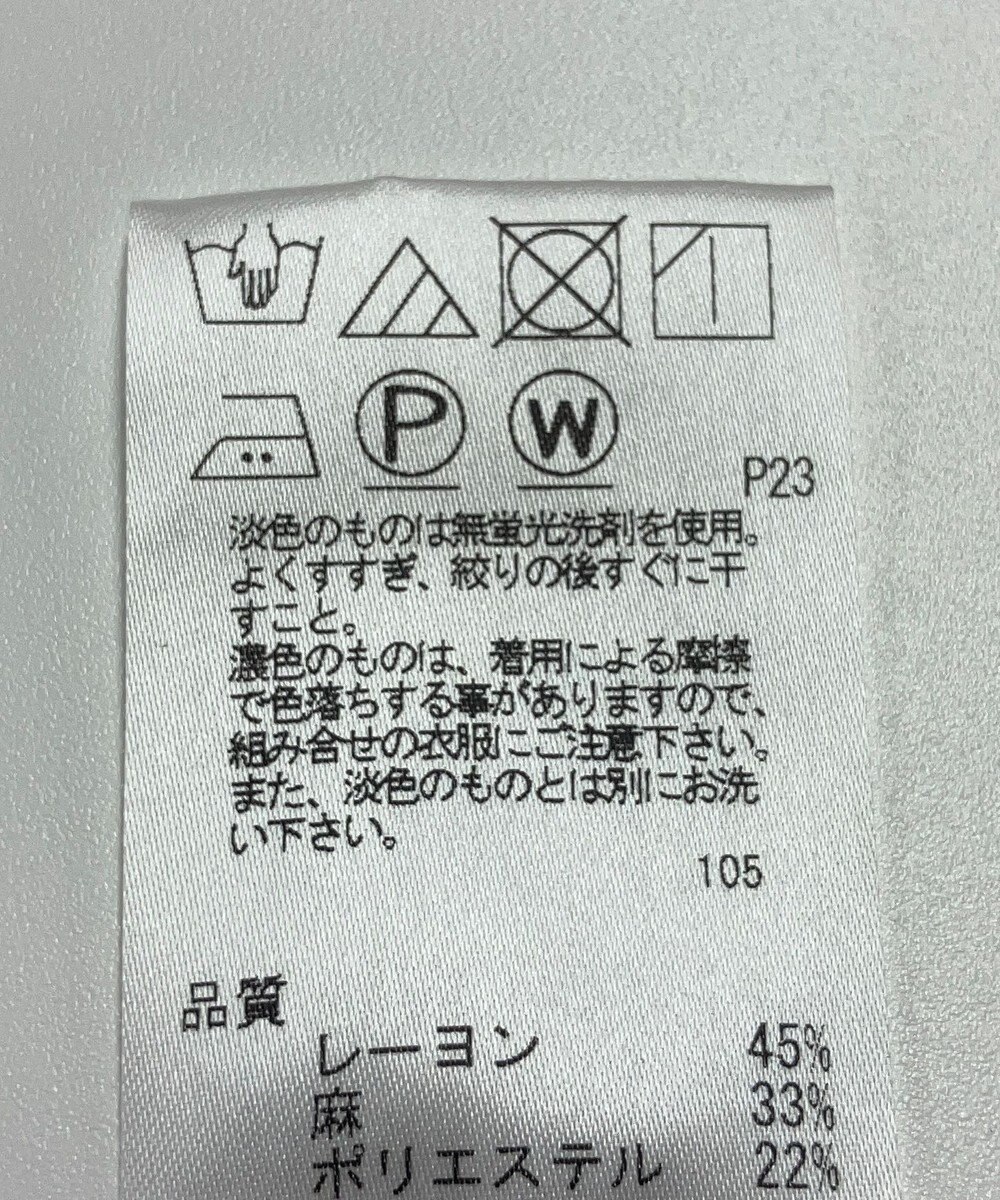 P W
P23
淡色のものは無蛍光洗剤を使用。
よくすすぎ、絞りの後すぐに干
すこと。
濃色のものは、着用による摩擦
で色落ちする事がありますので、
組み合せの衣服にご注意下さい。
また、淡色のものとは別にお洗
い下さい。
105
品質
レーヨン 45%
麻 33%
ポリエステル 22%